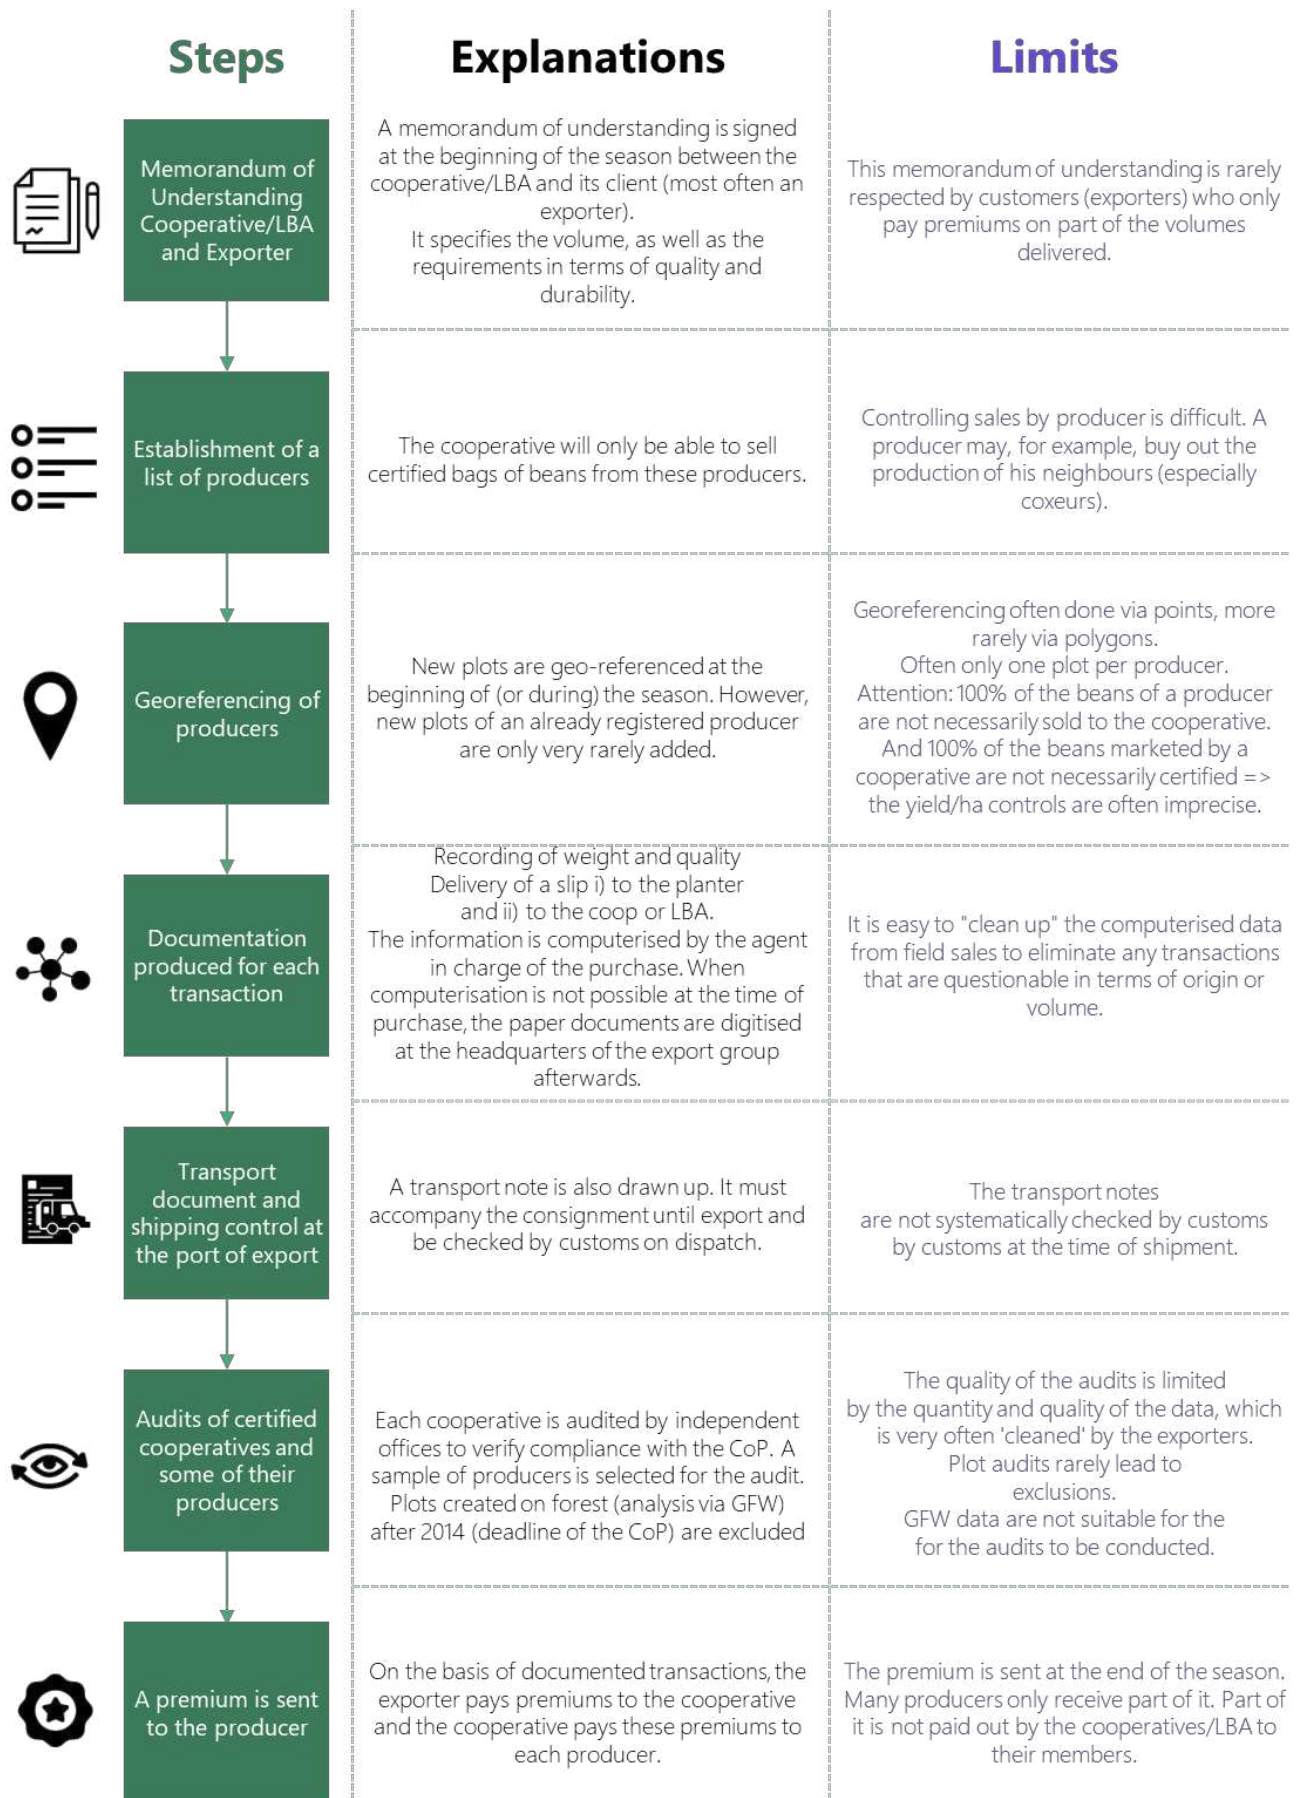 Steps
Explanations
Limits
Memorandum of
Understanding
Cooperative/LBA
and Exporter
A memorandum of understanding is signed
at the beginning of the season between the
cooperative/LBA and its client (most often an
exporter).
It specifies the volume, as well as the
requirements in terms of quality and
durability.
This memorandum of understanding is rarely
respected by customers (exporters) who only
pay premiums on part of the volumes
delivered.
Establishment of a
list of producers
The cooperative will only be able to sell
certified bags of beans from these producers.
Controlling sales by producer is difficult. A
producer may, for example, buy out the
production of his neighbours (especially
coxeurs).
Georeferencing of
producers
New plots are geo-referenced at the
beginning of (or during) the season. However,
new plots of an already registered producer
are only very rarely added.
Georeferencing often done via points, more
rarely via polygons.
Often only one plot per producer.
Attention: 100% of the beans of a producer
are not necessarily sold to the cooperative.
And 100% of the beans marketed by a
cooperative are not necessarily certified =>
the yield/ha controls are often imprecise.
Documentation
produced for each
transaction
Recording of weight and quality
Delivery of a slip i) to the planter
and ii) to the coop or LBA.
The information is computerised by the agent
in charge of the purchase. When
computerisation is not possible at the time of
purchase, the paper documents are digitised
at the headquarters of the export group
afterwards.
It is easy to "clean up" the computerised data
from field sales to eliminate any transactions
that are questionable in terms of origin or
volume.
Transport
document and
shipping control at
the port of export
A transport note is also drawn up. It must
accompany the consignment until export and
be checked by customs on dispatch.
The transport notes
are not systematically checked by customs
by customs at the time of shipment.
Audits of certified
cooperatives and
some of their
producers
Each cooperative is audited by independent
offices to verify compliance with the CoP. A
sample of producers is selected for the audit.
Plots created on forest (analysis via GFW)
after 2014 (deadline of the CoP) are excluded
The quality of the audits is limited
by the quantity and quality of the data, which
is very often 'cleaned' by the exporters.
Plot audits rarely lead to
exclusions.
GFW data are not suitable for the
for the audits to be conducted.
A premium is sent
to the producer
On the basis of documented transactions, the
exporter pays premiums to the cooperative
and the cooperative pays these premiums to
each producer.
The premium is sent at the end of the season.
Many producers only receive part of it. Part of
it is not paid out by the cooperatives/LBA to
their members.